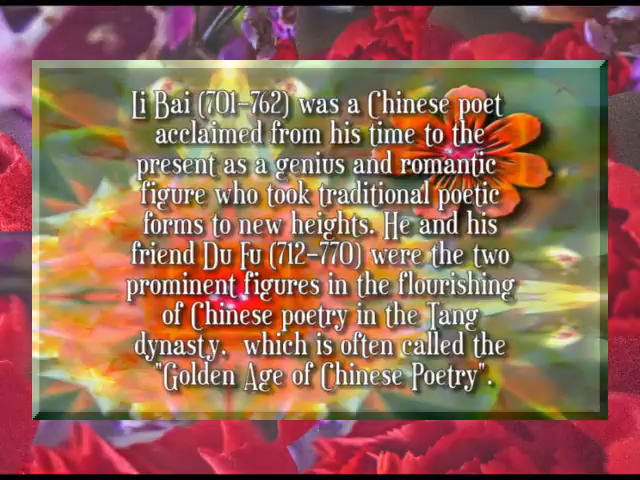 Li Bai (701-762) was a Chinese poet
acclaimed from his time to the
present as a genius and romantic
figure who took traditional poetic
forms to new heights. He and his
friend Du Fu (712-770) were the two
prominent figures in the flourishing
of Chinese poetry in the Tang
dynasty,  which is often called the
"Golden Age of Chinese Poetry".